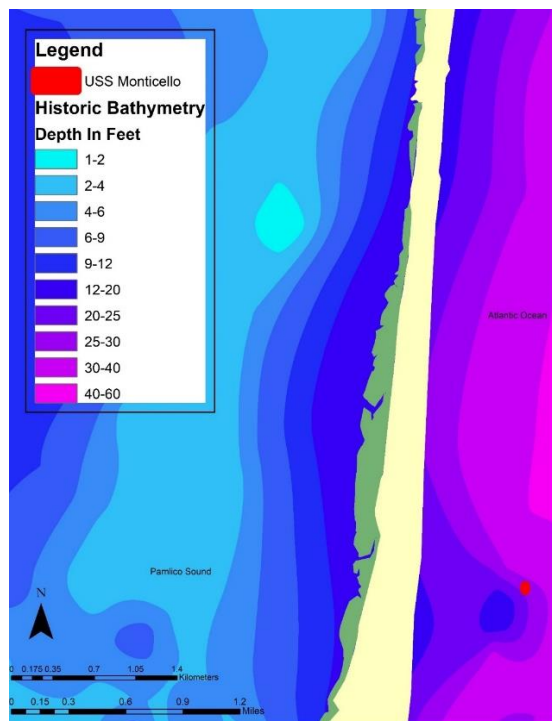 Legend
USS Monticello
Historic Bathymetry
Depth In Feet
1-2
2-4
4-6
6-9
9-12
12-20
20-25
25-30
30-40
40-60
Atlantic Ocean
Pamlico Sound
N
0 0.175 0.35 0.7 1.05 1.4
Kilometers
0 0.15 0.3 0.6 0.9 1.2
Miles